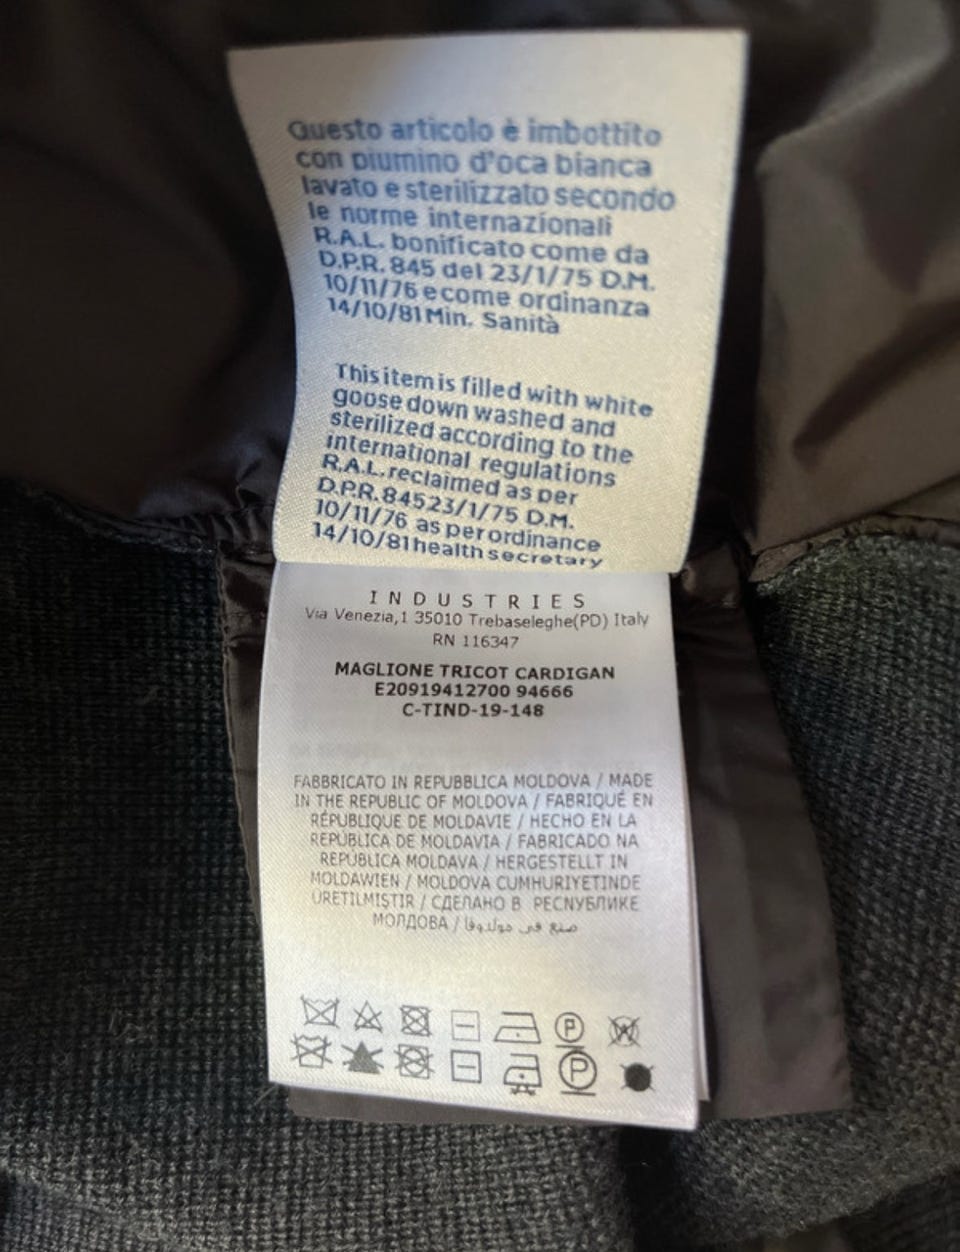 Questo articolo è imbottito
con piumino d'oca bianca
lavato e sterilizzato secondo
le norme internazionali
R.A.L. bonificato come da
D.P.R. 845 del 23/1/75 D.M.
10/11/76 e come ordinanza
14/10/81 Min. Sanità
This item is filled with white
goose down washed and
sterilized according to the
international regulations
R.A.L. reclaimed as per
D.P.R. 845 23/1/75 D.M.
10/11/76 as per ordinance
14/10/81 health secretary
INDUSTRIES
Via Venezia,1 35010 Trebaseleghe(PD) Italy
RN 116347
MAGLIONE TRICOT CARDIGAN
E20919412700 94666
C-TIND-19-148
FABBRICATO IN REPUBBLICA MOLDOVA / MADE
IN THE REPUBLIC OF MOLDOVA / FABRIQUÉ EN
RÉPUBLIQUE DE MOLDAVIE / HECHO EN LA
REPÚBLICA DE MOLDAVIA / FABRICADO NA
REPÚBLICA MOLDAVA / HERGESTELLT IN
MOLDAWIEN / MOLDOVA CUMHURIYETINDE
ÜRETILMIŞTIR / СДЕЛАНО В РЕСПУБЛИКЕ
МОЛДОВА / صنع في مولدوفا
P W
P